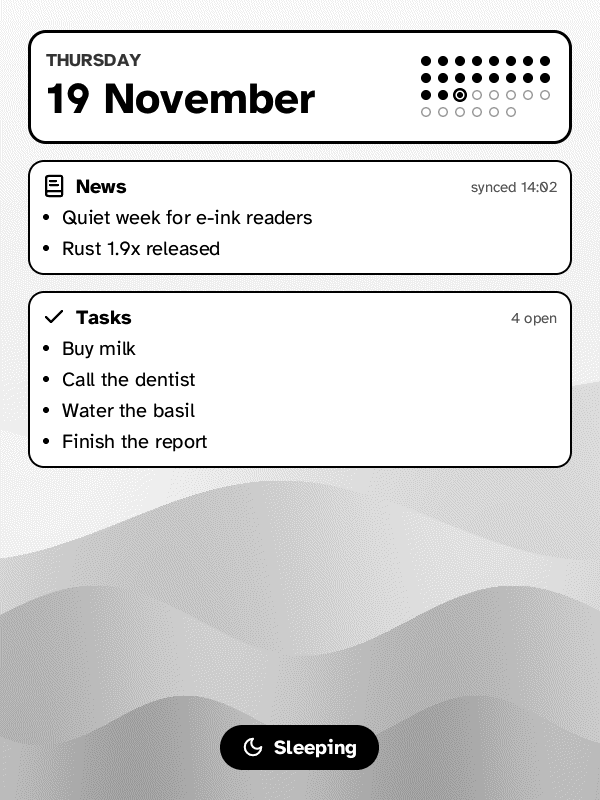 THURSDAY
19 November
News
synced 14:02
Quiet week for e-ink readers
Rust 1.9x released
Tasks
4 open
Buy milk
Call the dentist
Water the basil
Finish the report
Sleeping